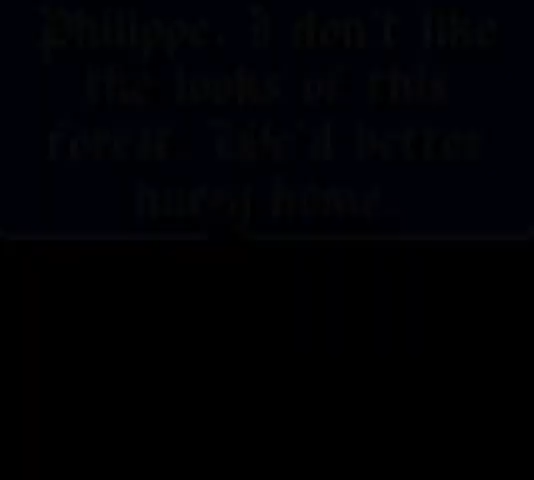 Philippe, I don't like
the looks of this
forest. We'd better
hurry home.